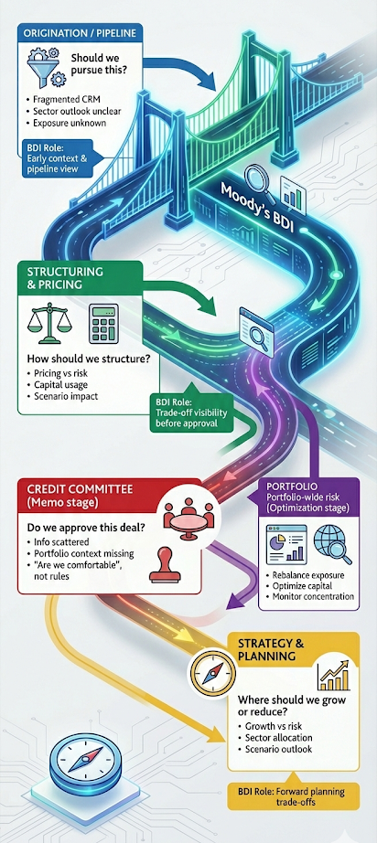 ORIGINATION / PIPELINE
Should we
pursue this?
• Fragmented CRM
• Sector outlook unclear
• Exposure unknown
BDI Role:
Early context &
pipeline view
Moody's BDI
STRUCTURING
& PRICING
How should we structure?
• Pricing vs risk
• Capital usage
• Scenario impact
BDI Role:
Trade-off visibility
before approval
CREDIT COMMITTEE
(Memo stage)
Do we approve this deal?
• Info scattered
• Portfolio context missing
• "Are we comfortable",
not rules
PORTFOLIO
Portfolio-wide risk
(Optimization stage)
• Rebalance exposure
• Optimize capital
• Monitor concentration
STRATEGY &
PLANNING
Where should we grow
or reduce?
• Growth vs risk
• Sector allocation
• Scenario outlook
BDI Role: Forward planning
trade-offs